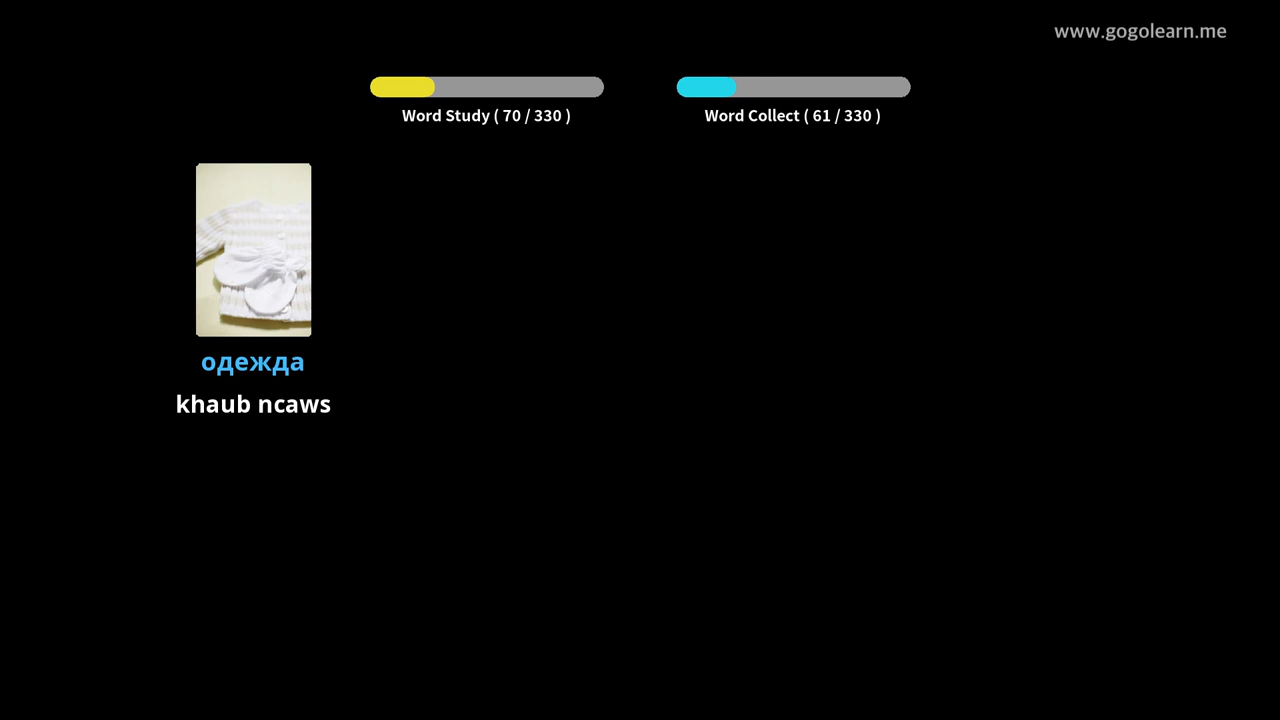 www.gogolearn.me
Word Study ( 70 / 330 )
Word Collect ( 61 / 330 )
одежда
khaub ncaws